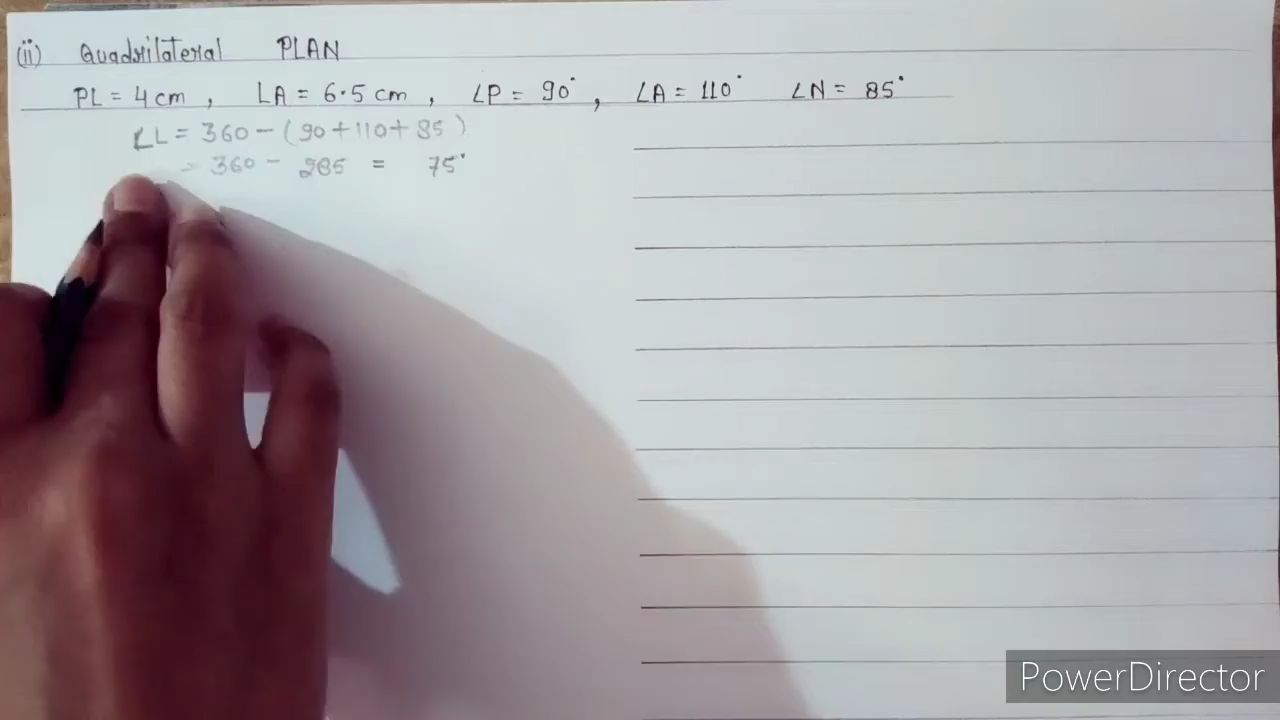 (ii) Quadrilateral PLAN
PL = 4 cm , LA = 6.5 cm , ∠P = 90° , ∠A = 110° ∠N = 85°
∠L = 360 - (90 + 110 + 85)
= 360 - 285 = 75°
PowerDirector